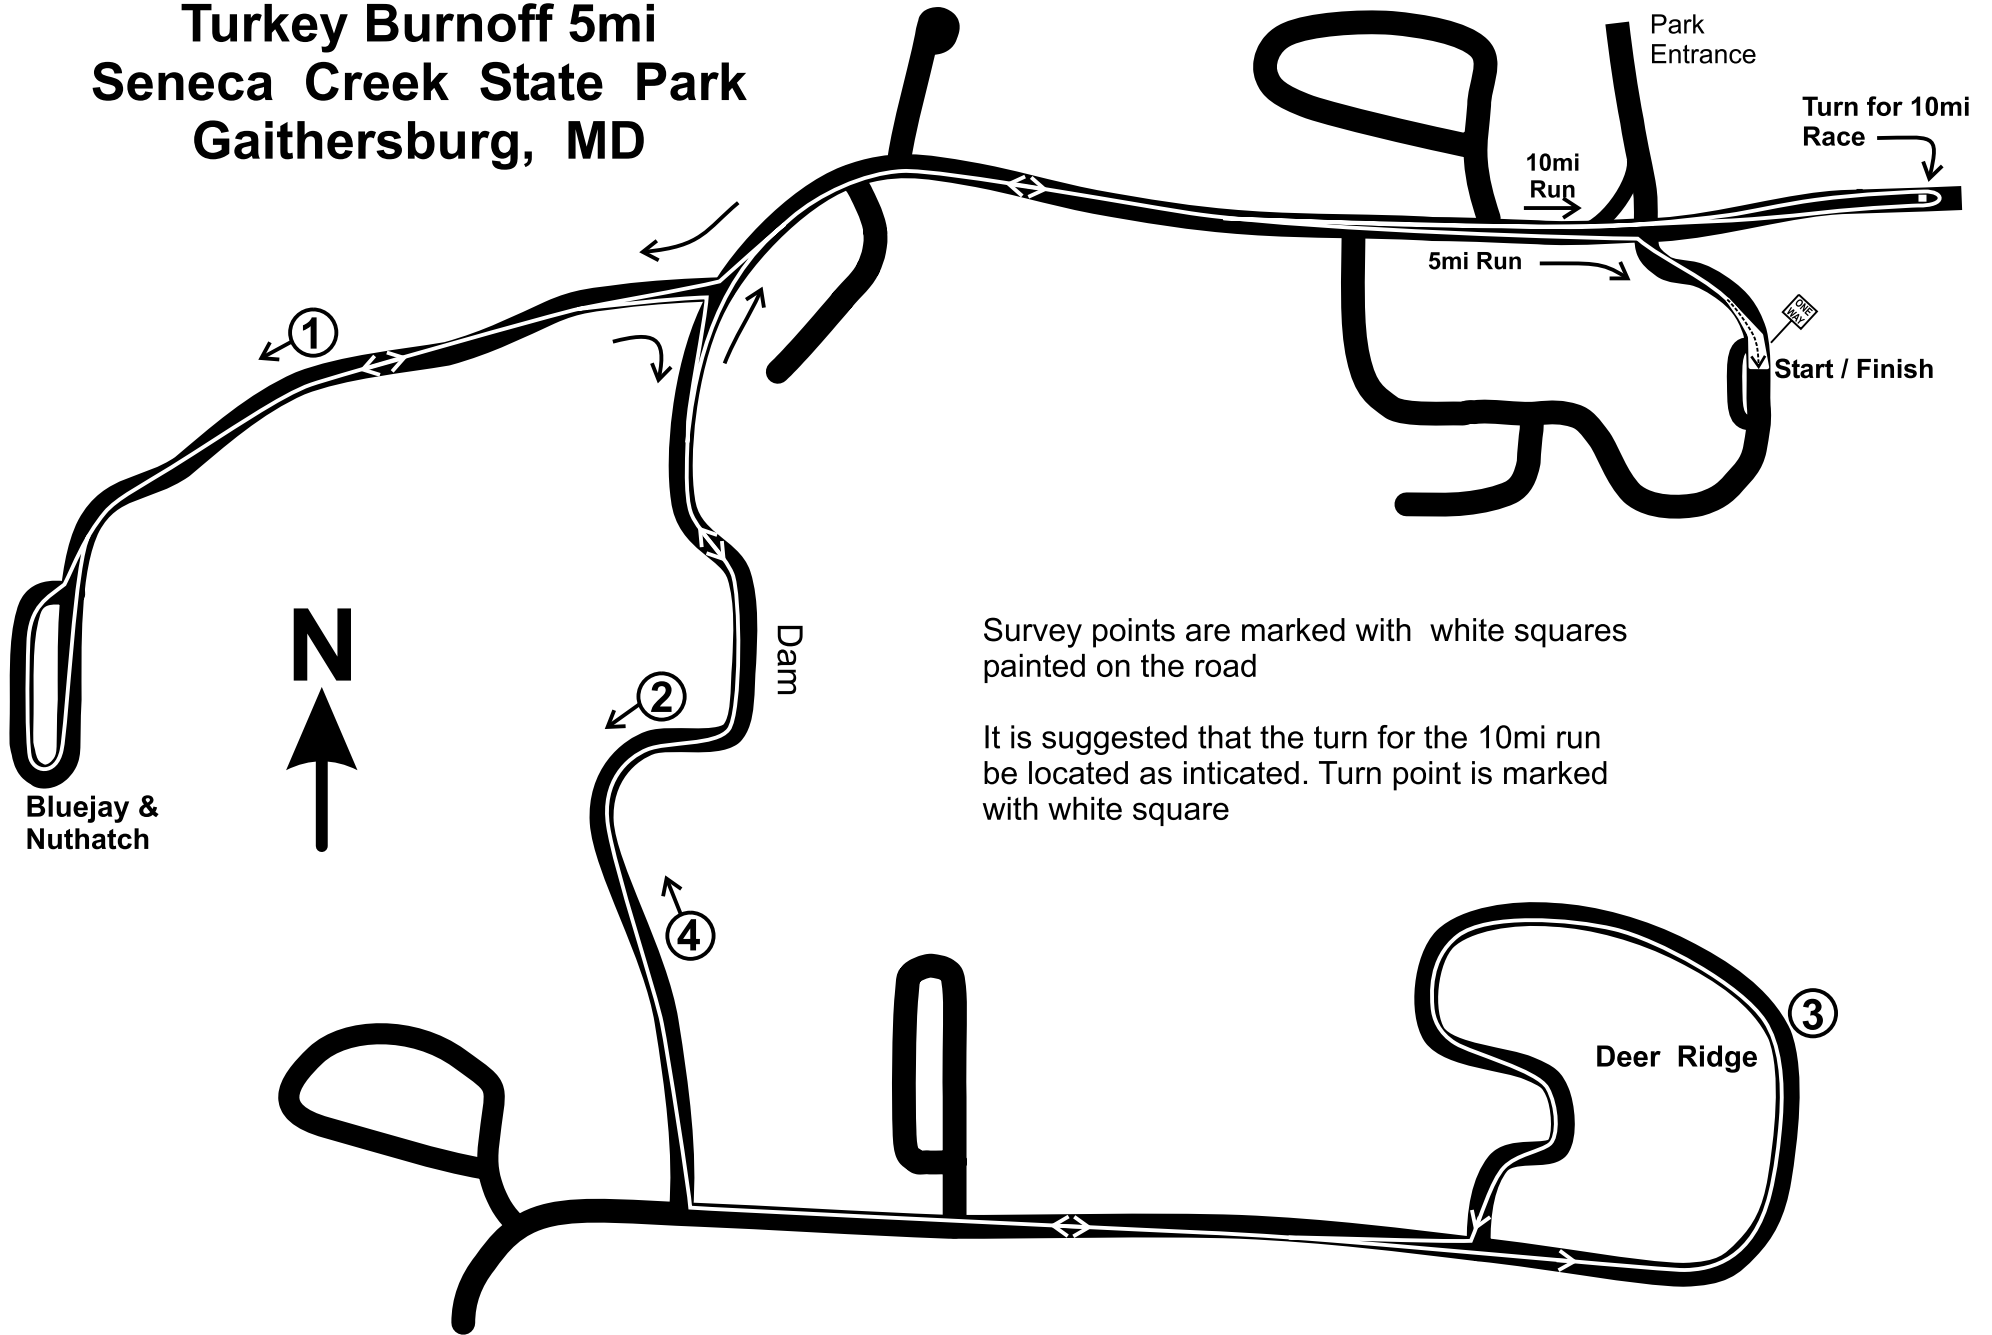 Turkey Burnoff 5mi
Seneca Creek State Park
Gaithersburg, MD
Park
Entrance
Turn for 10mi
Race
10mi
Run
5mi Run
ONE
WAY
Start / Finish
1
N
Dam
2
Survey points are marked with white squares
painted on the road
It is suggested that the turn for the 10mi run
be located as inticated. Turn point is marked
with white square
Bluejay &
Nuthatch
4
3
Deer Ridge